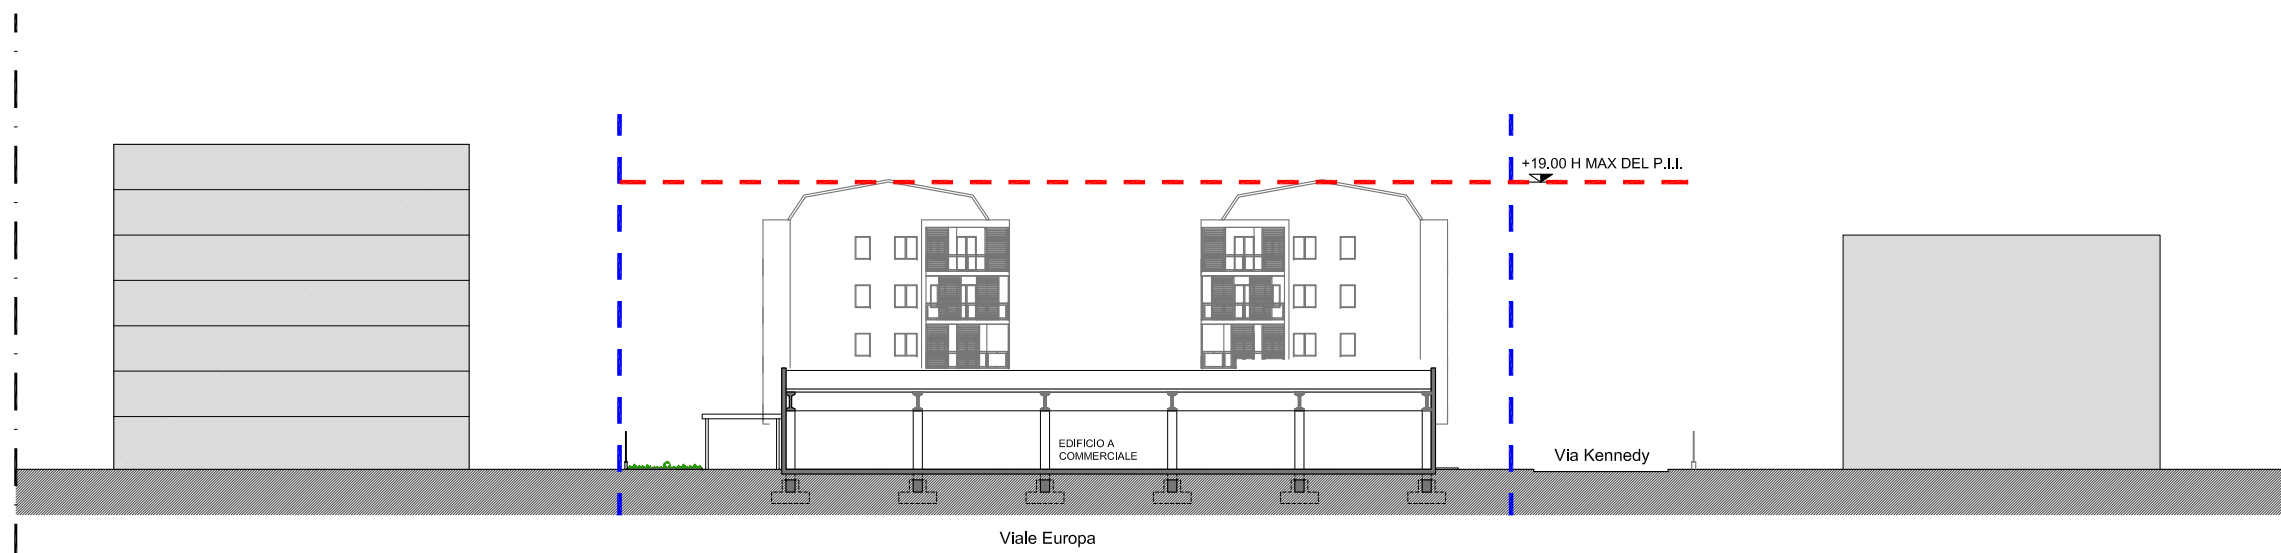 +19.00 H MAX DEL P.I.I.
EDIFICIO A
COMMERCIALE
Via Kennedy
Viale Europa